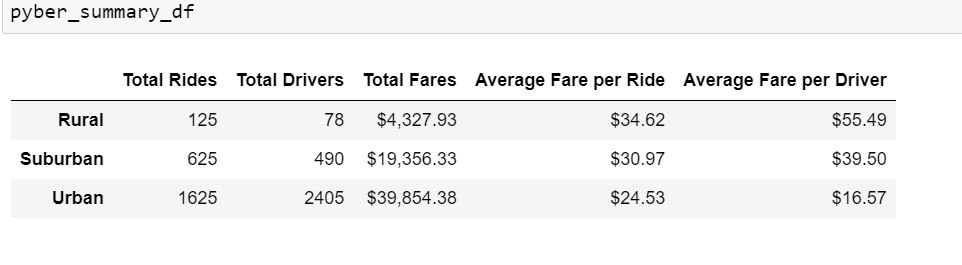 pyber_summary_df
Total Rides Total Drivers Total Fares Average Fare per Ride Average Fare per Driver
Rural 125 78 $4,327.93 $34.62 $55.49
Suburban 625 490 $19,356.33 $30.97 $39.50
Urban 1625 2405 $39,854.38 $24.53 $16.57